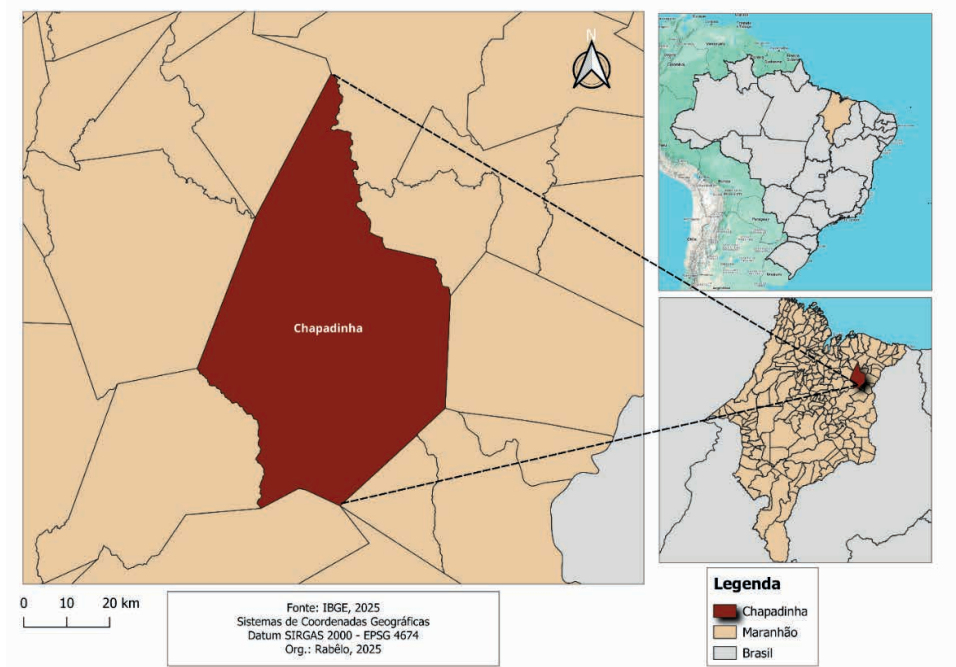 N
Chapadinha
0 10 20 km
Fonte: IBGE, 2025
Sistemas de Coordenadas Geográficas
Datum SIRGAS 2000 - EPSG 4674
Org.: Rabêlo, 2025
Legenda
Chapadinha
Maranhão
Brasil